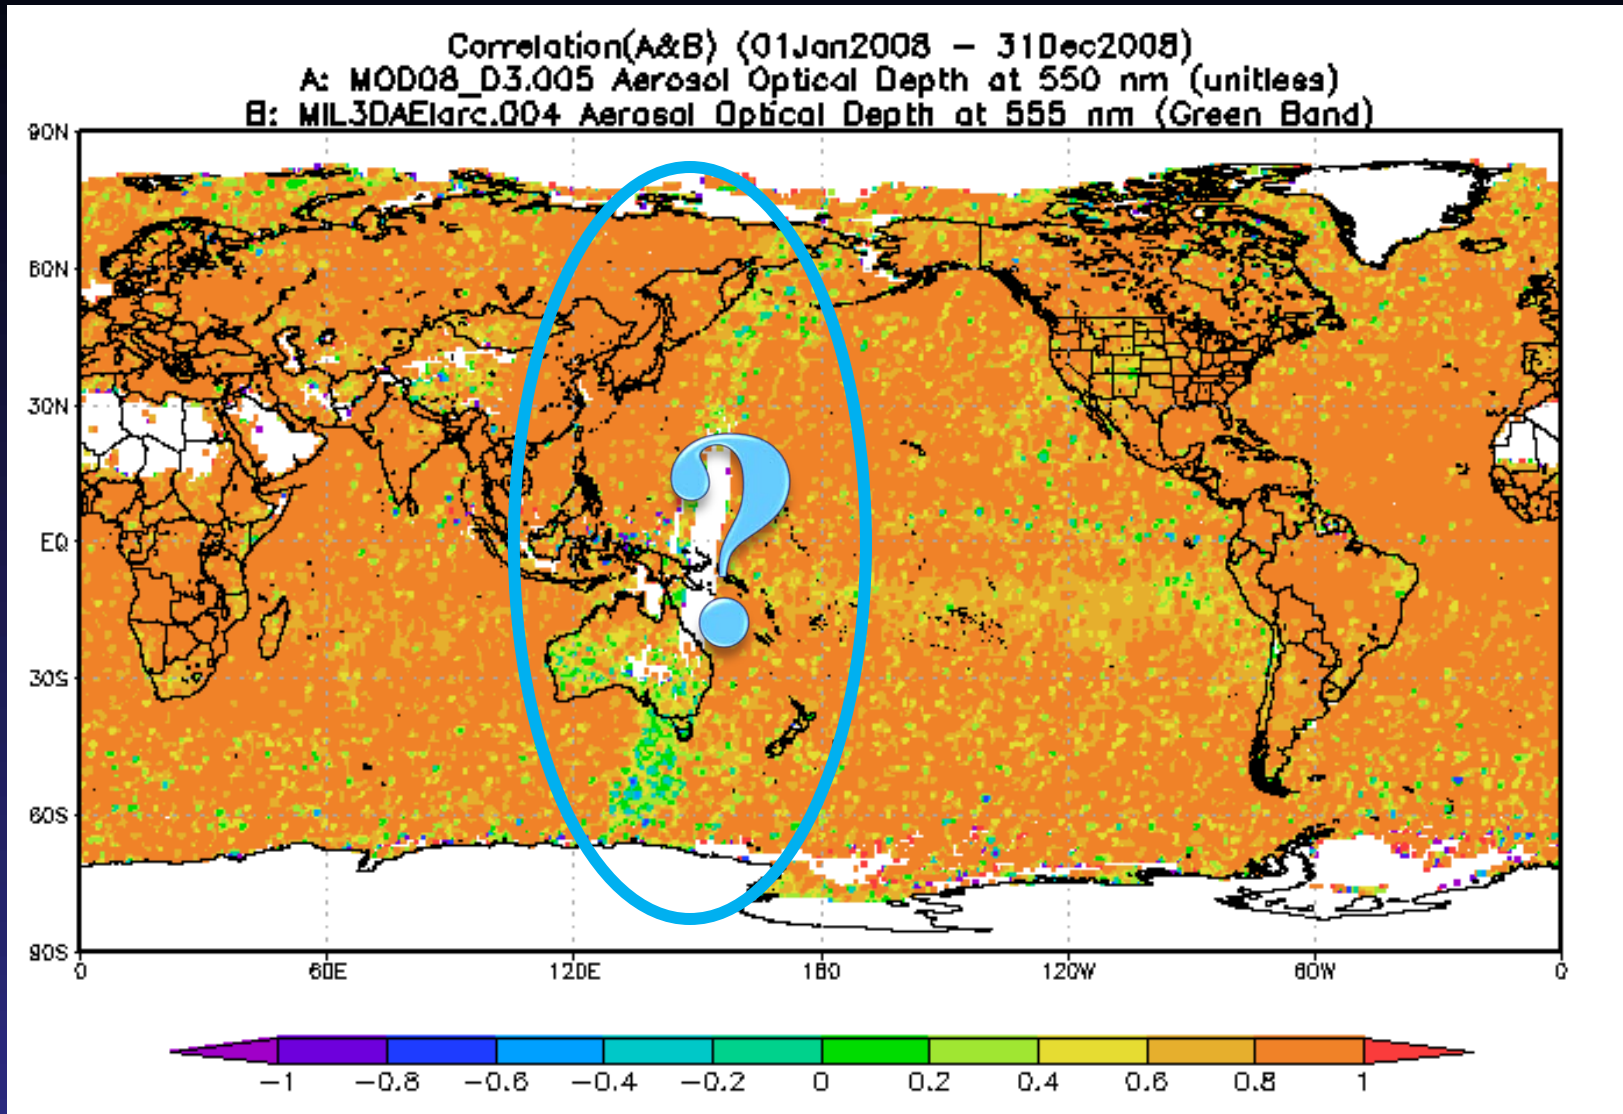 Correlation(A&B) (01Jan2008 – 31Dec2008)
A: MOD08_D3.005 Aerosol Optical Depth at 550 nm (unitless)
B: MIL3DAElarc.004 Aerosol Optical Depth at 555 nm (Green Band)
90N
60N
30N
EQ
30S
60S
90S
?
0 60E 120E 180 120W 60W 0
−1 −0.8 −0.6 −0.4 −0.2 0 0.2 0.4 0.6 0.8 1